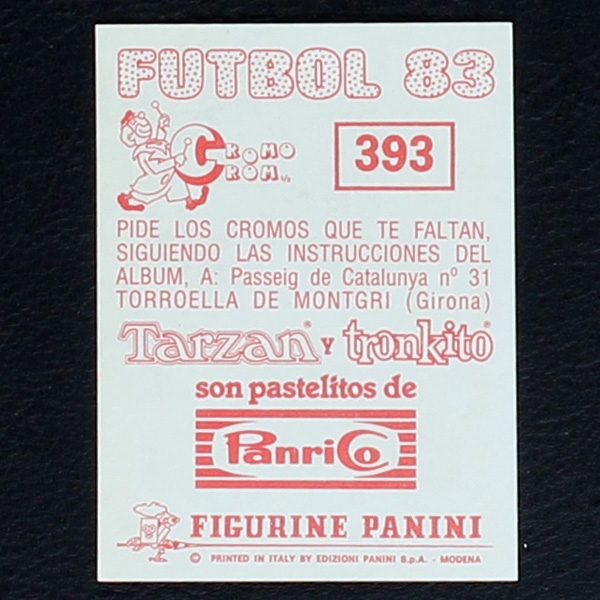 FUTBOL 83
CROMO
CROM S/A
393
PIDE LOS CROMOS QUE TE FALTAN,
SIGUIENDO LAS INSTRUCCIONES DEL
ALBUM, A: Passeig de Catalunya nº 31
TORROELLA DE MONTGRI (Girona)
Tarzan® Y tronkito®
son pastelitos de
PanriCo
FIGURINE PANINI
© PRINTED IN ITALY BY EDIZIONI PANINI S.p.A. - MODENA